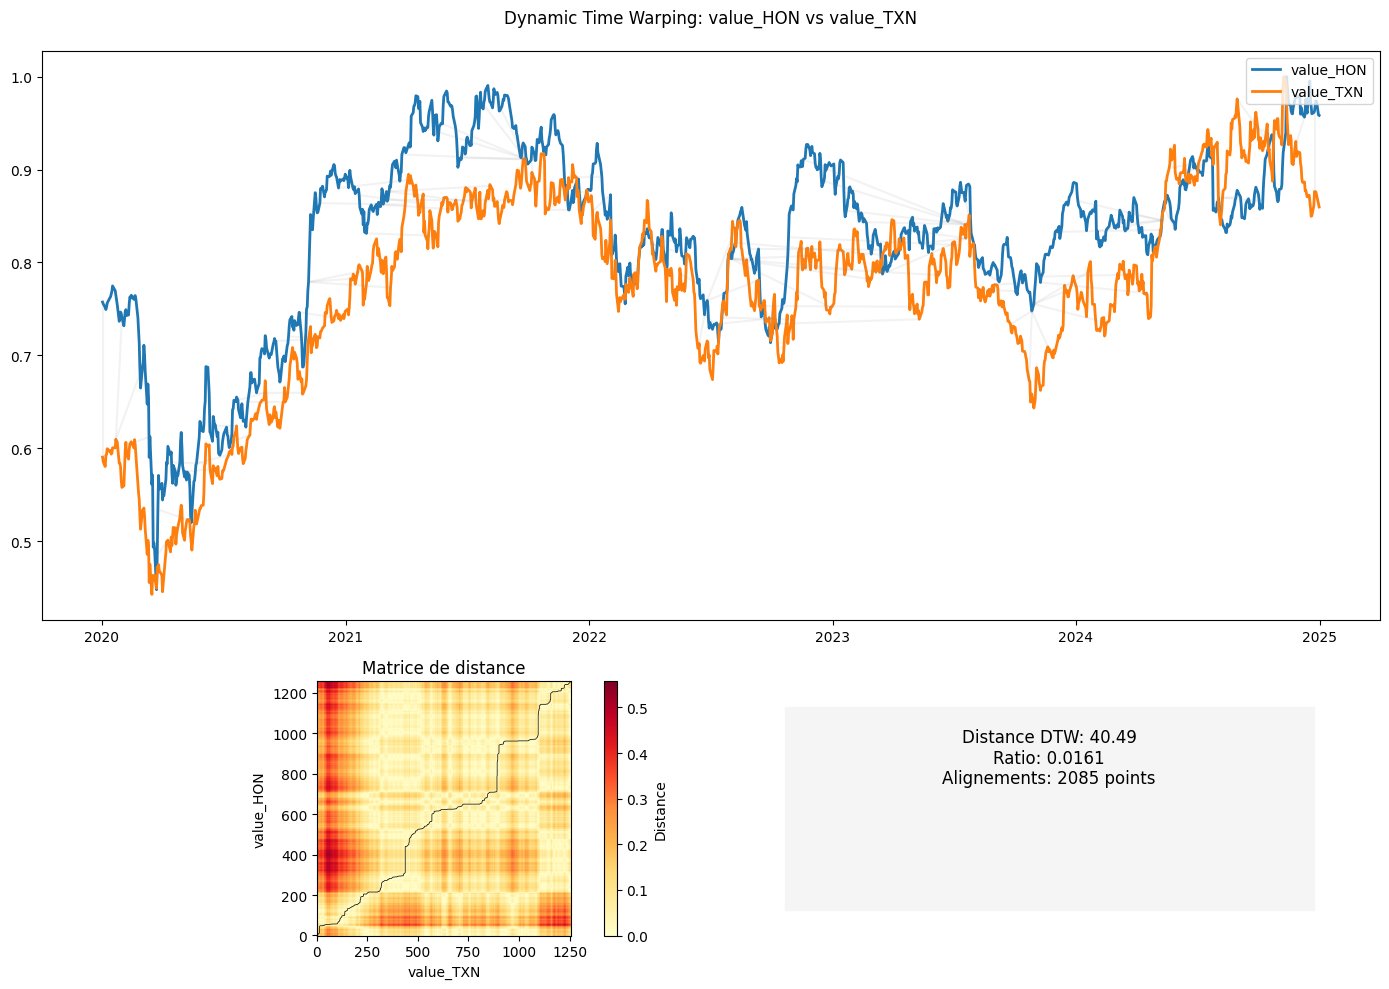 Dynamic Time Warping: value_HON vs value_TXN
value_HON
value_TXN
1.0
0.9
0.8
0.7
0.6
0.5
2020 2021 2022 2023 2024 2025
Matrice de distance
value_HON
1200
1000
800
600
400
200
0
0 250 500 750 1000 1250
value_TXN
0.5
0.4
0.3
0.2
0.1
0.0
Distance
Distance DTW: 40.49
Ratio: 0.0161
Alignements: 2085 points